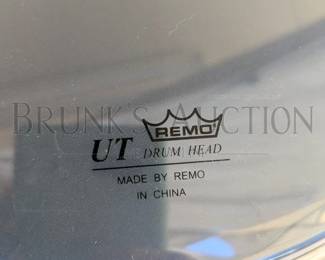 BRUNK'S AUCTION
REMO
UT DRUM HEAD
MADE BY REMO
IN CHINA